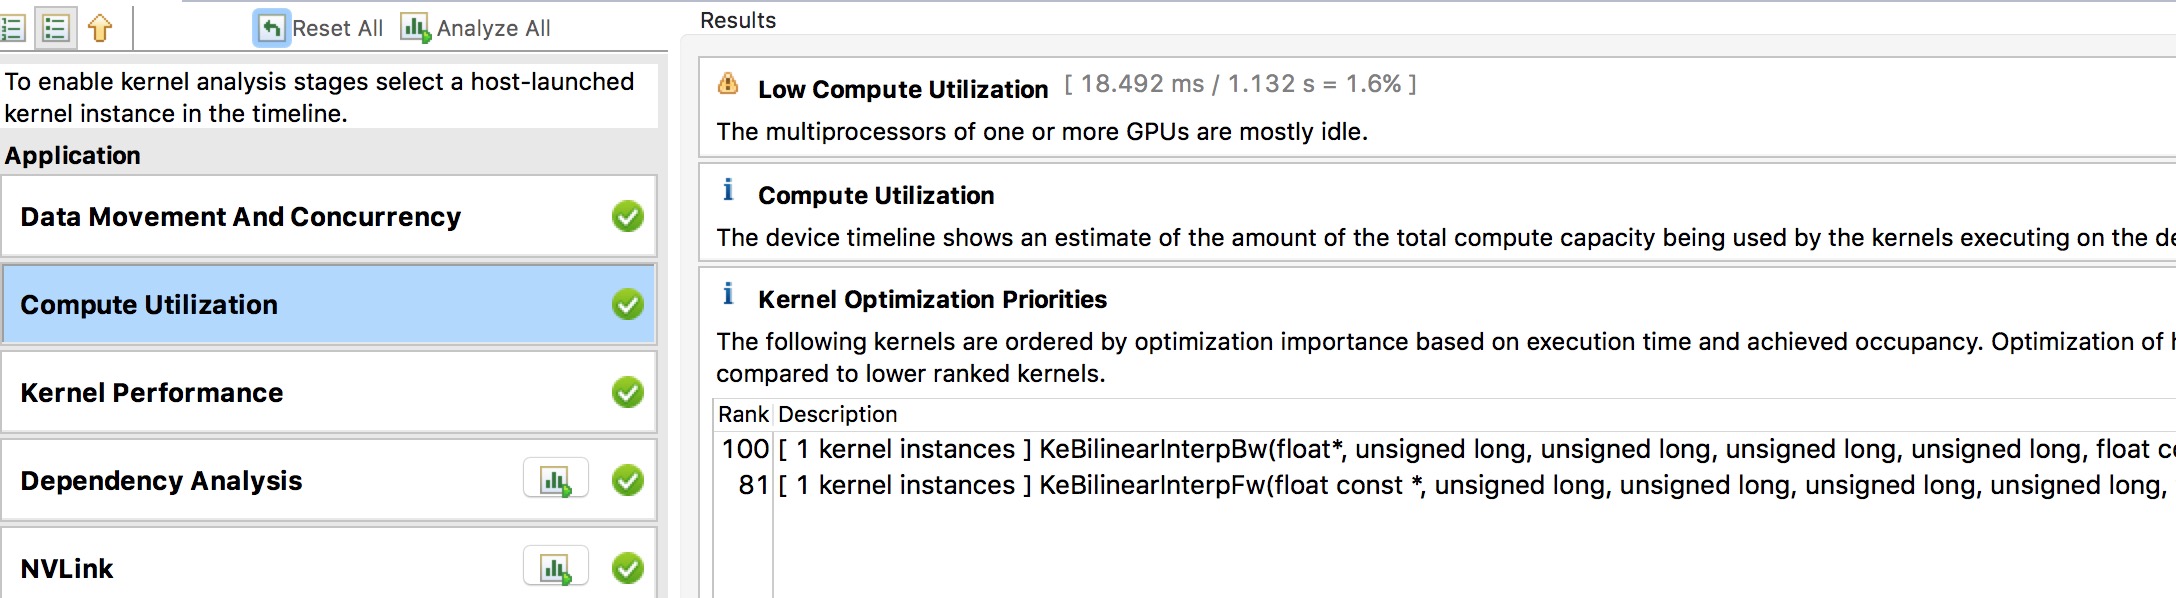 Reset All
Analyze All
To enable kernel analysis stages select a host-launched
kernel instance in the timeline.
Application
Data Movement And Concurrency
Compute Utilization
Kernel Performance
Dependency Analysis
NVLink
Results
Low Compute Utilization [ 18.492 ms / 1.132 s = 1.6% ]
The multiprocessors of one or more GPUs are mostly idle.
i Compute Utilization
The device timeline shows an estimate of the amount of the total compute capacity being used by the kernels executing on the de
i Kernel Optimization Priorities
The following kernels are ordered by optimization importance based on execution time and achieved occupancy. Optimization of h
compared to lower ranked kernels.
Rank Description
100 [ 1 kernel instances ] KeBilinearInterpBw(float*, unsigned long, unsigned long, unsigned long, unsigned long, float co
81 [ 1 kernel instances ] KeBilinearInterpFw(float const *, unsigned long, unsigned long, unsigned long, unsigned long,